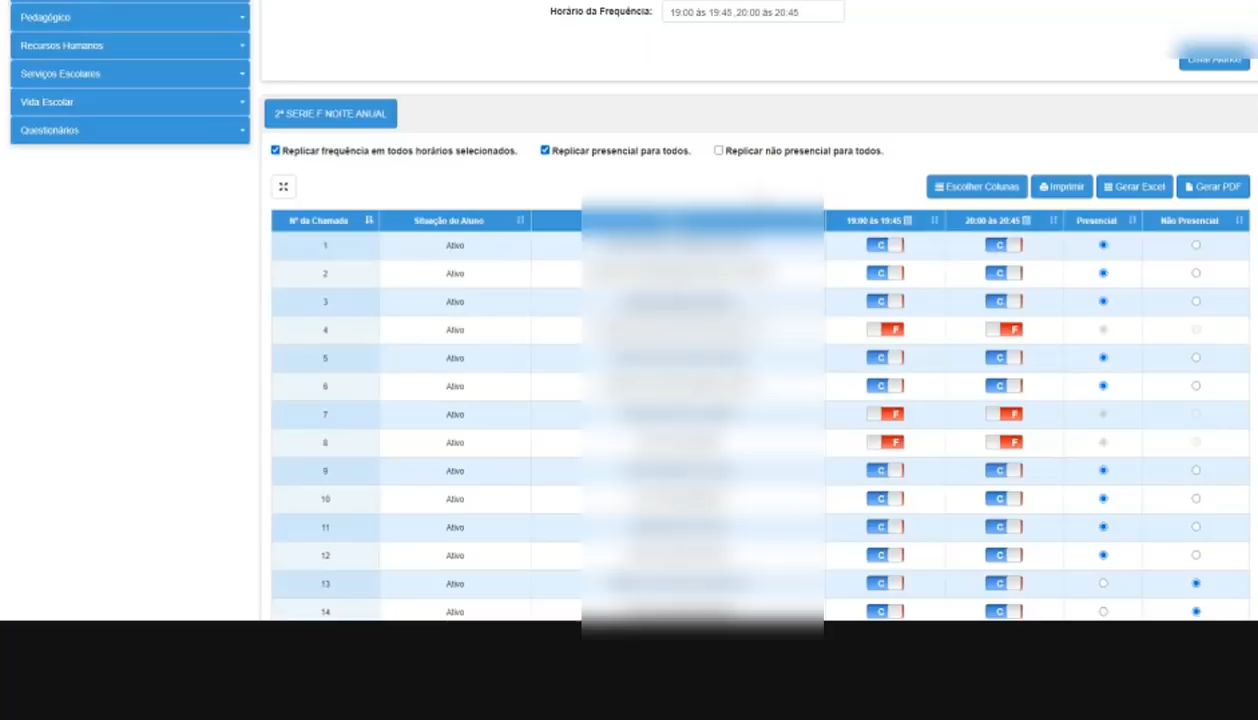 Pedagógico
Horário da Frequência: 19:00 às 19:45 ,20:00 às 20:45
Recursos Humanos
Serviços Escolares
Vida Escolar
Questionários
2ª SERIE F NOITE ANUAL
Replicar frequência em todos horários selecionados. Replicar presencial para todos. Replicar não presencial para todos.
Escolher Colunas Imprimir Gerar Excel Gerar PDF
Nº da Chamada Situação do Aluno 19:00 às 19:45 20:00 às 20:45 Presencial Não Presencial
1 Ativo C C
2 Ativo C C
3 Ativo C C
4 Ativo F F
5 Ativo C C
6 Ativo C C
7 Ativo F F
8 Ativo F F
9 Ativo C C
10 Ativo C C
11 Ativo C C
12 Ativo C C
13 Ativo C C
14 Ativo C C